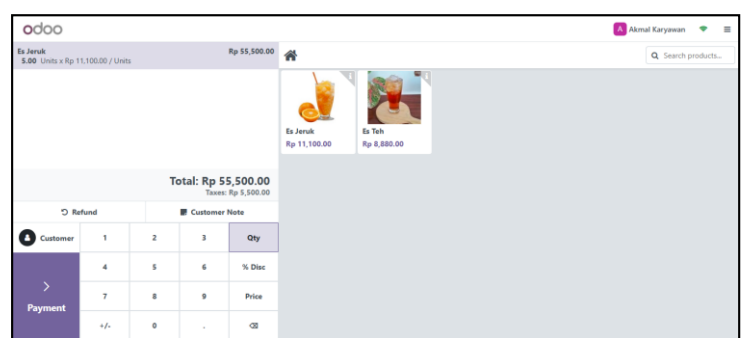 odoo
A Akmal Karyawan
Es Jeruk Rp 55,500.00
5.00 Units x Rp 11,100.00 / Units
Search products...
Es Jeruk
Rp 11,100.00
Es Teh
Rp 8,880.00
Total: Rp 55,500.00
Taxes: Rp 5,500.00
Refund
Customer Note
Customer 1 2 3 Qty
4 5 6 % Disc
Payment
7 8 9 Price
+/- 0 .